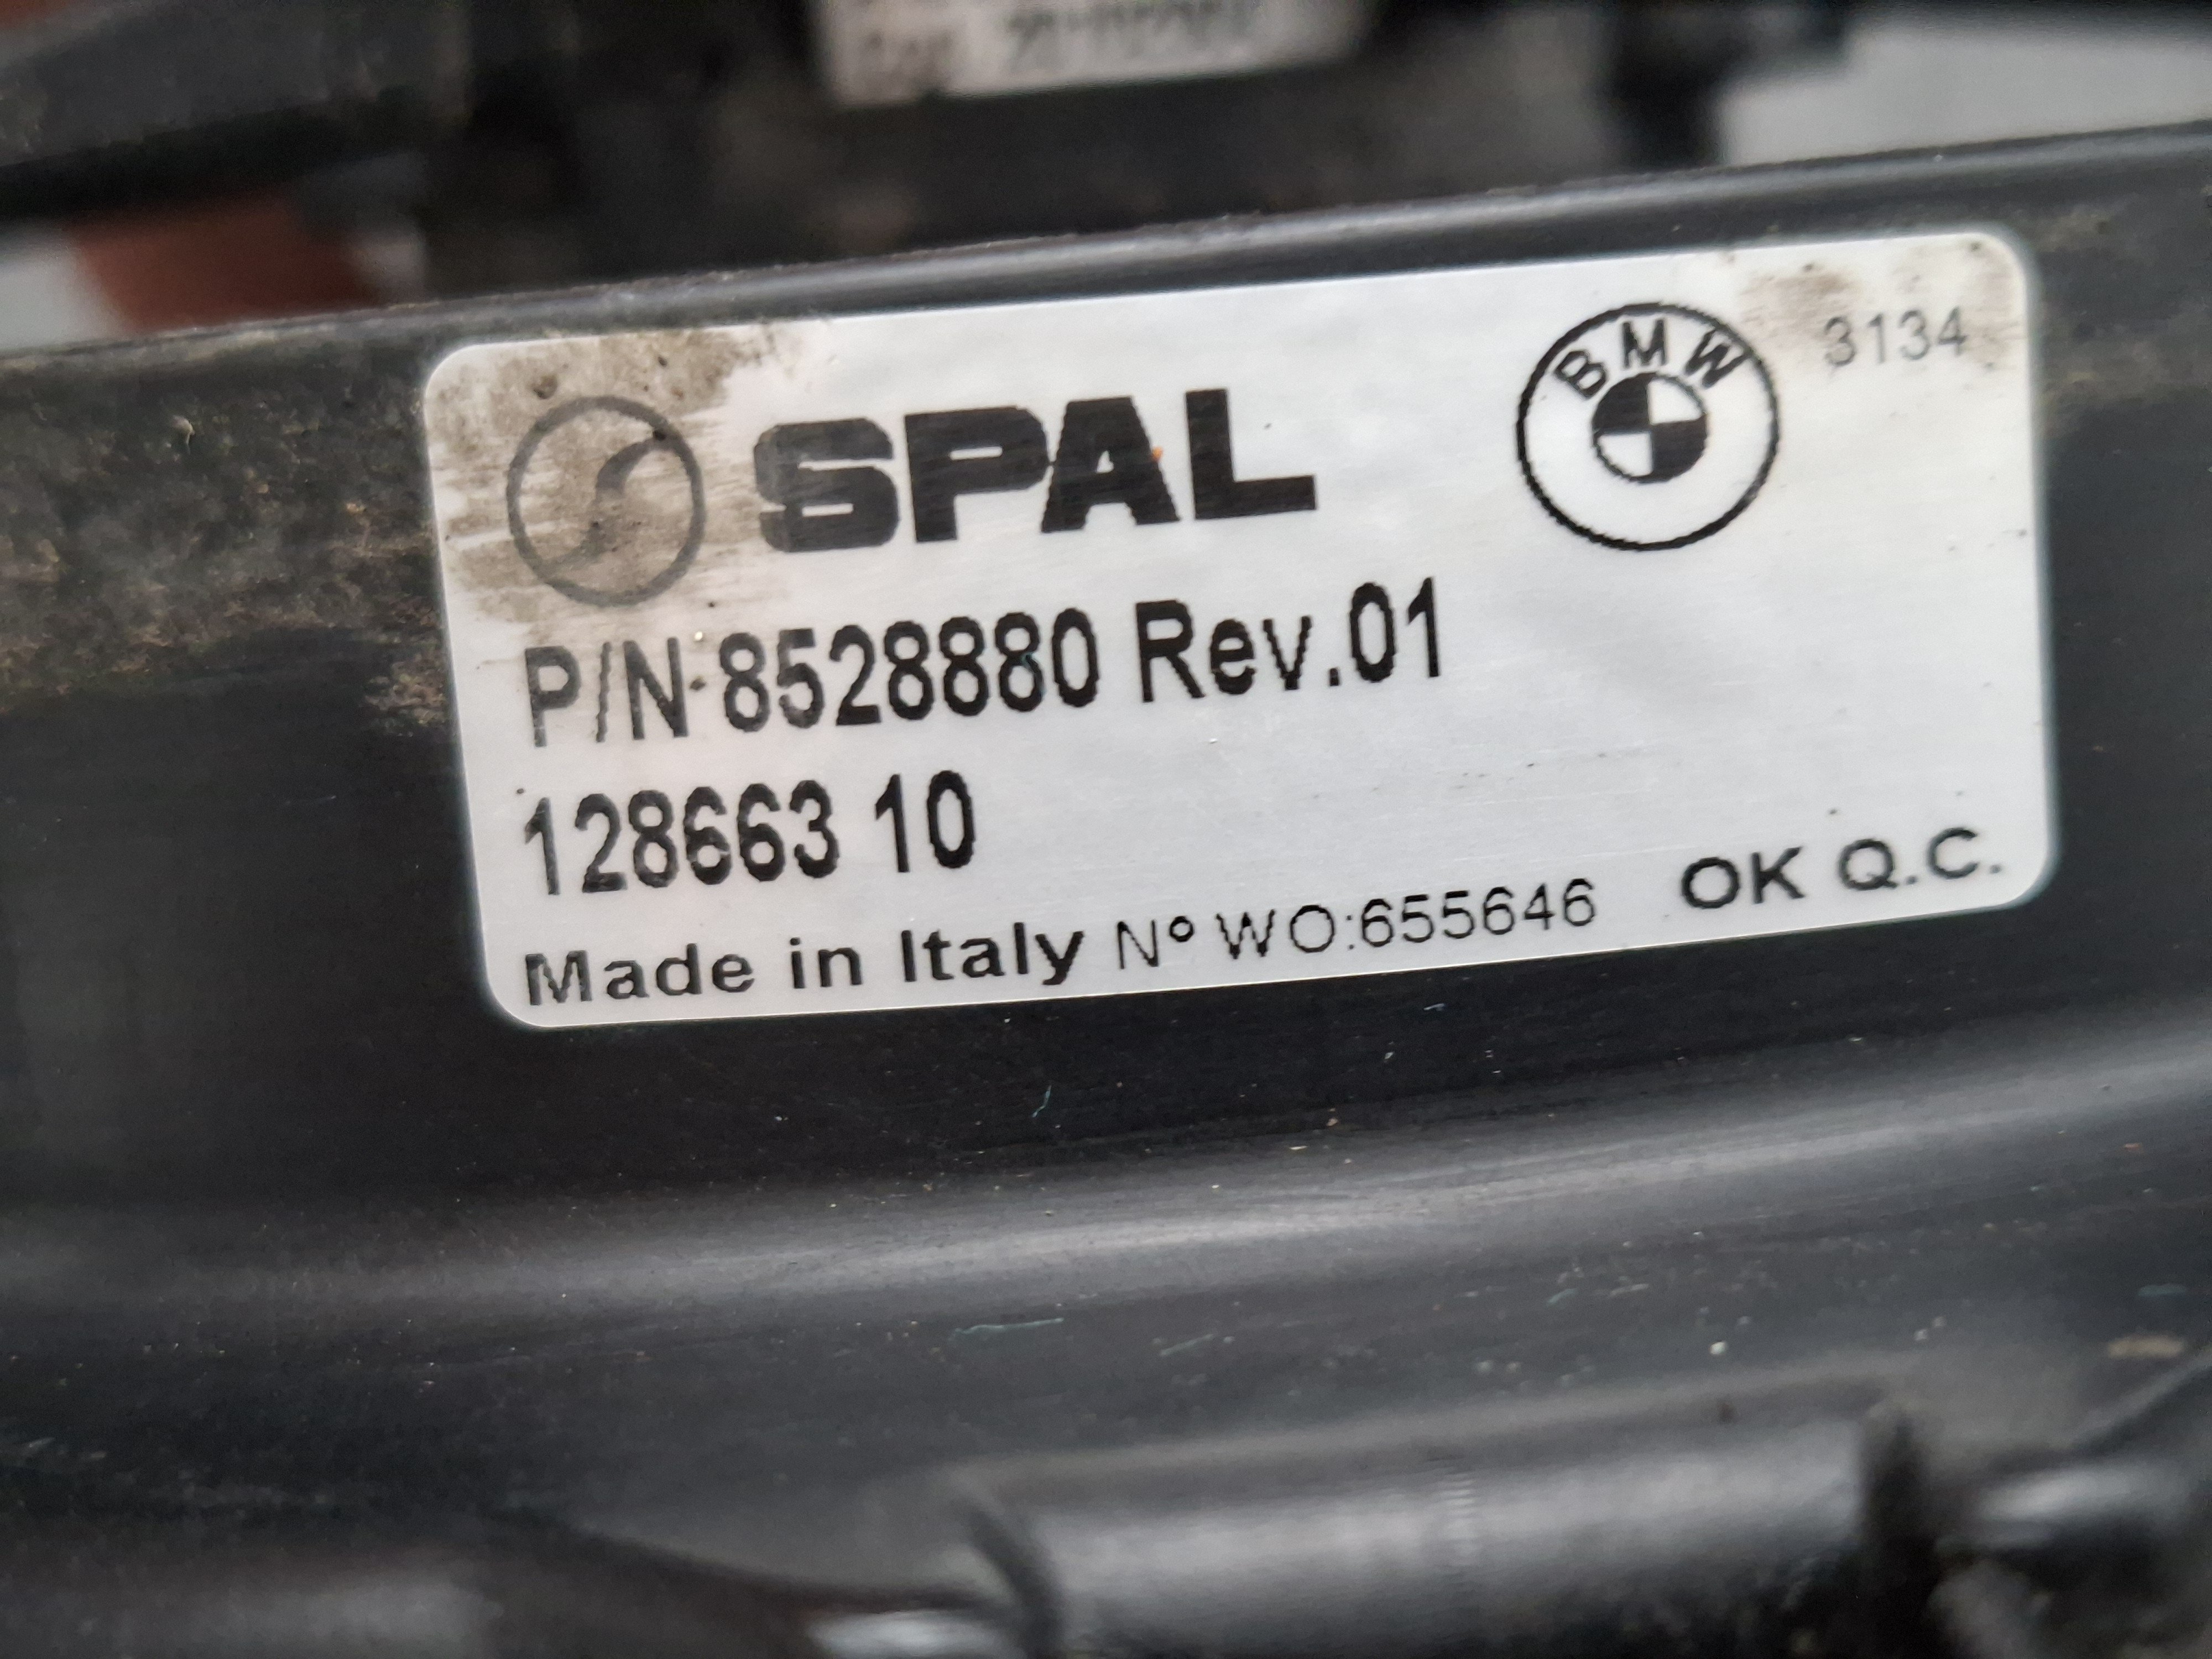 SPAL
BMW
3134
P/N 8528880 Rev.01
128663 10
Made in Italy N° WO:655646
OK Q.C.